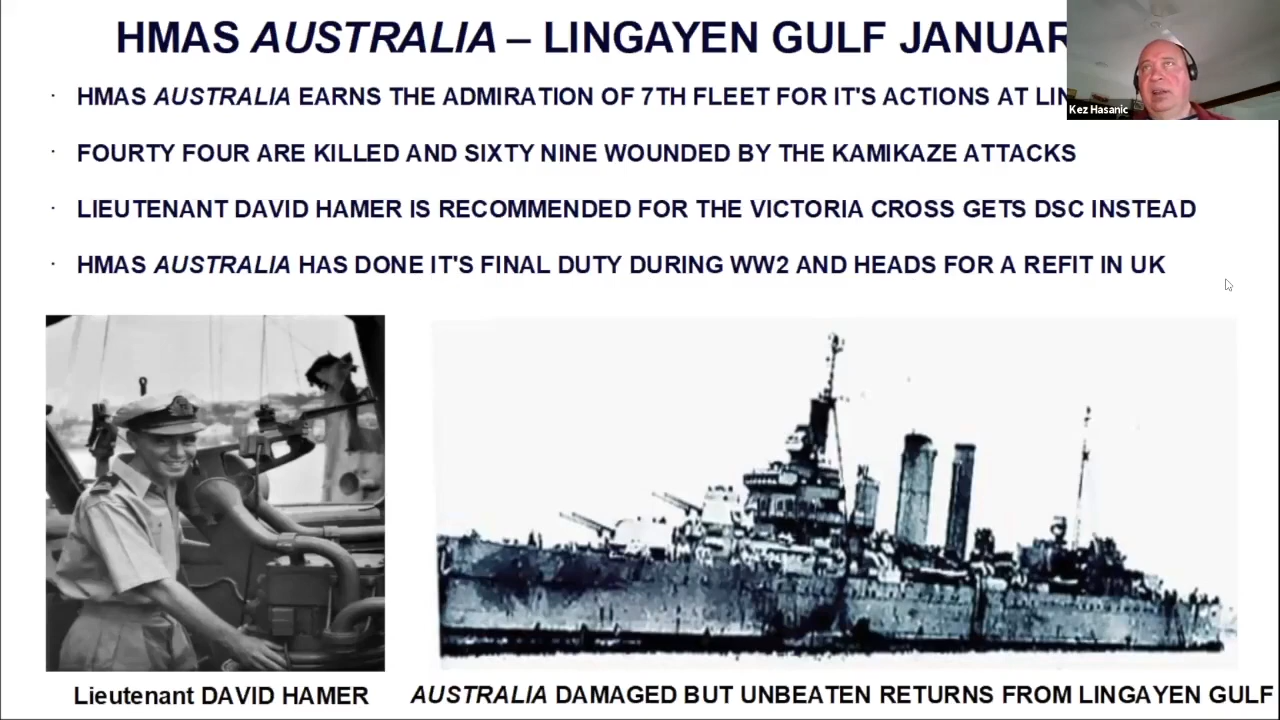 HMAS AUSTRALIA – LINGAYEN GULF
Kez Hasanic
HMAS AUSTRALIA EARNS THE ADMIRATION OF 7TH FLEET FOR IT'S ACTIONS AT
FOURTY FOUR ARE KILLED AND SIXTY NINE WOUNDED BY THE KAMIKAZE ATTACKS
LIEUTENANT DAVID HAMER IS RECOMMENDED FOR THE VICTORIA CROSS GETS DSC INSTEAD
HMAS AUSTRALIA HAS DONE IT'S FINAL DUTY DURING WW2 AND HEADS FOR A REFIT IN UK
Lieutenant DAVID HAMER
AUSTRALIA DAMAGED BUT UNBEATEN RETURNS FROM LINGAYEN GULF